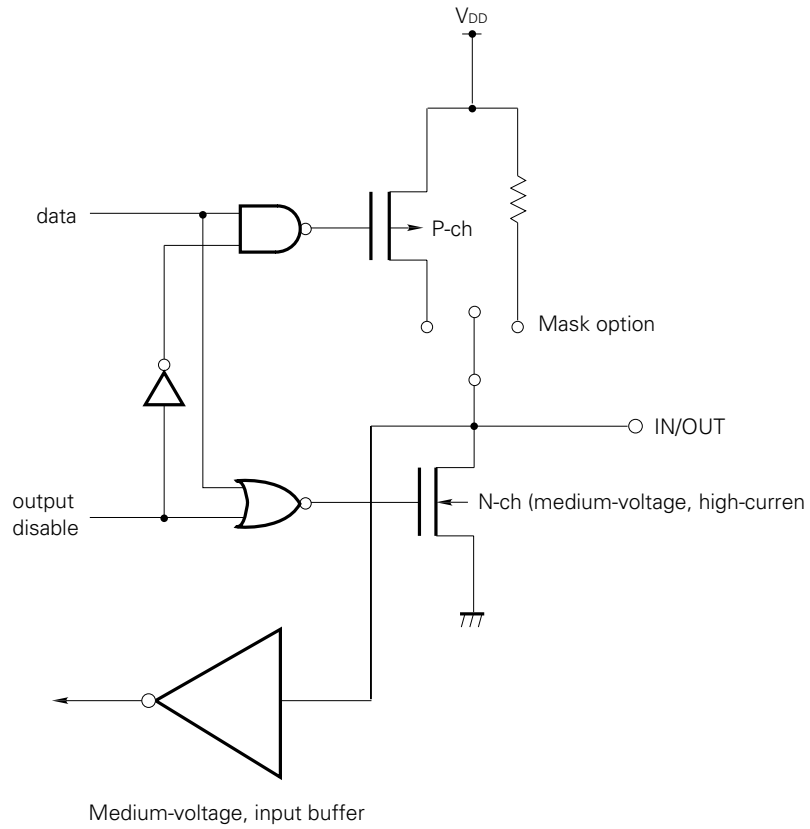 VDD
data
P-ch
Mask option
IN/OUT
output
disable
N-ch (medium-voltage, high-curren
Medium-voltage, input buffer